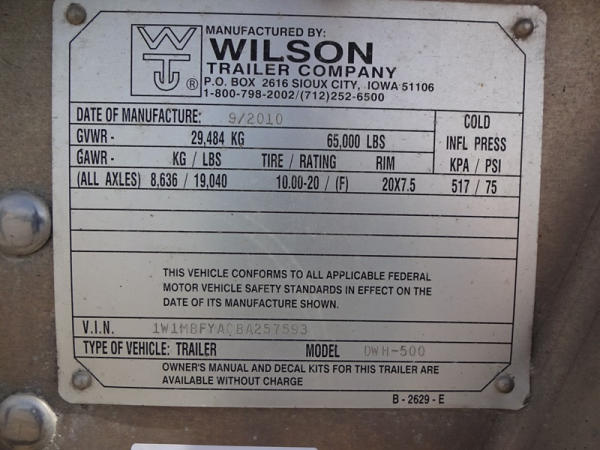 MANUFACTURED BY:
WILSON
TRAILER COMPANY
P.O. BOX 2616 SIOUX CITY, IOWA 51106
1-800-798-2002/(712)252-6500
WT ®
DATE OF MANUFACTURE: 9/2010 COLD
GVWR - 29,484 KG 65,000 LBS INFL PRESS
GAWR - KG / LBS TIRE / RATING RIM KPA / PSI
(ALL AXLES) 8,636 / 19,040 10.00-20 / (F) 20X7.5 517 / 75
THIS VEHICLE CONFORMS TO ALL APPLICABLE FEDERAL
MOTOR VEHICLE SAFETY STANDARDS IN EFFECT ON THE
DATE OF ITS MANUFACTURE SHOWN.
V.I.N.
TYPE OF VEHICLE: TRAILER MODEL DWH-500
OWNER'S MANUAL AND DECAL KITS FOR THIS TRAILER ARE
AVAILABLE WITHOUT CHARGE
B - 2629 - E